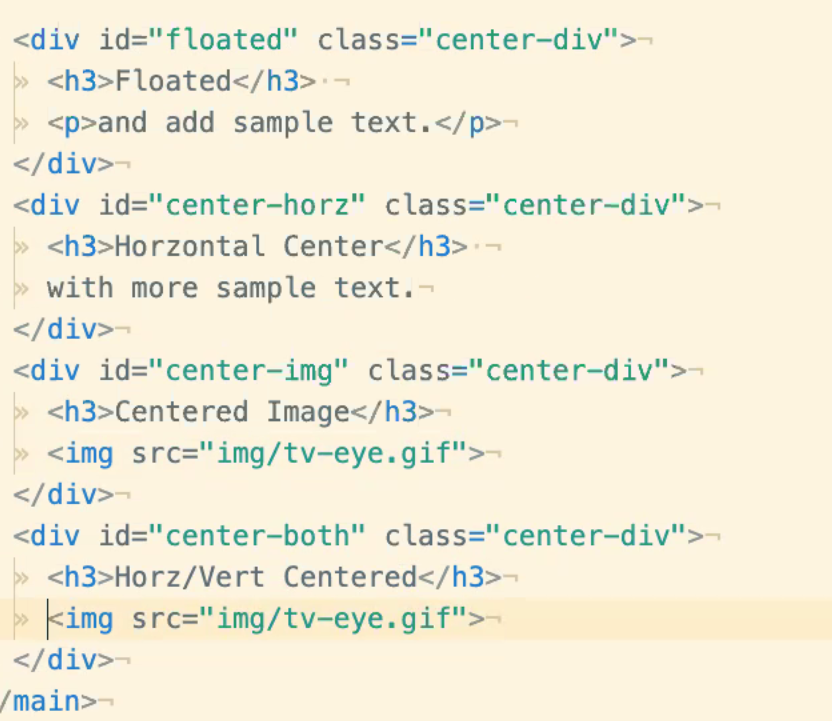 <div id="floated" class="center-div">¬
» <h3>Floated</h3>·¬
» <p>and add sample text.</p>¬
</div>¬
<div id="center-horz" class="center-div">¬
» <h3>Horzontal Center</h3>·¬
» with more sample text.¬
</div>¬
<div id="center-img" class="center-div">¬
» <h3>Centered Image</h3>¬
» <img src="img/tv-eye.gif">¬
</div>¬
<div id="center-both" class="center-div">¬
» <h3>Horz/Vert Centered</h3>¬
» <img src="img/tv-eye.gif">¬
</div>¬
/main>¬